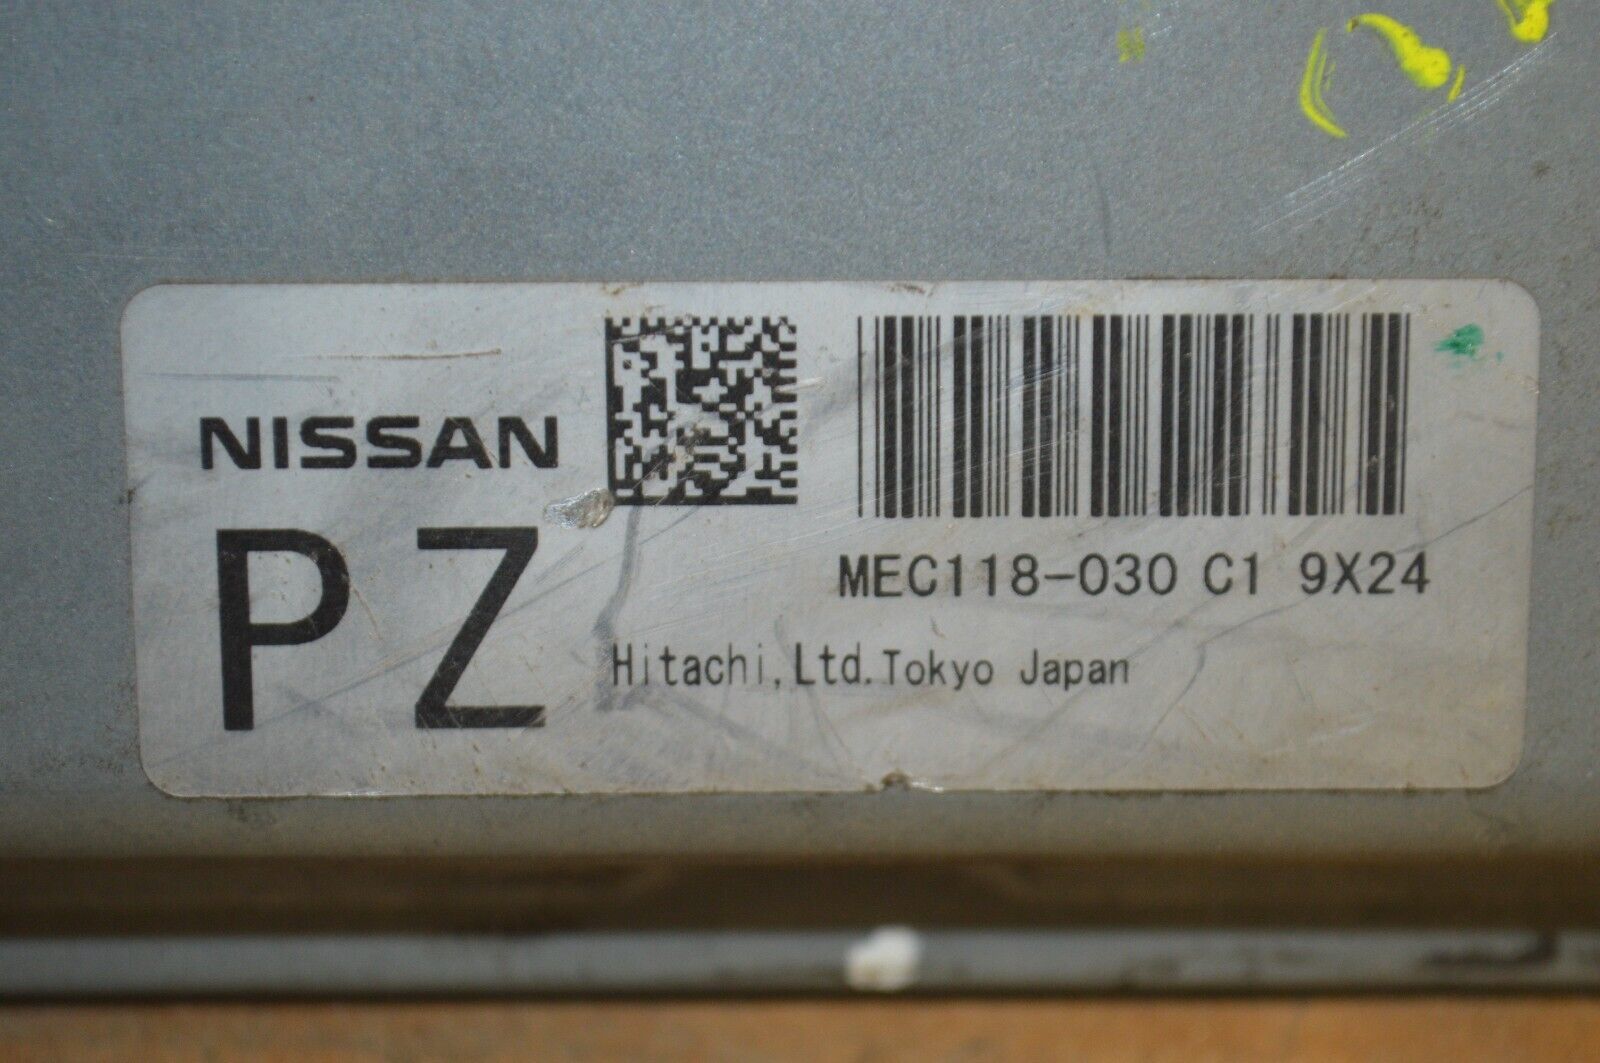 NISSAN
PZ
MEC118-030 C1 9X24
Hitachi,Ltd.Tokyo Japan